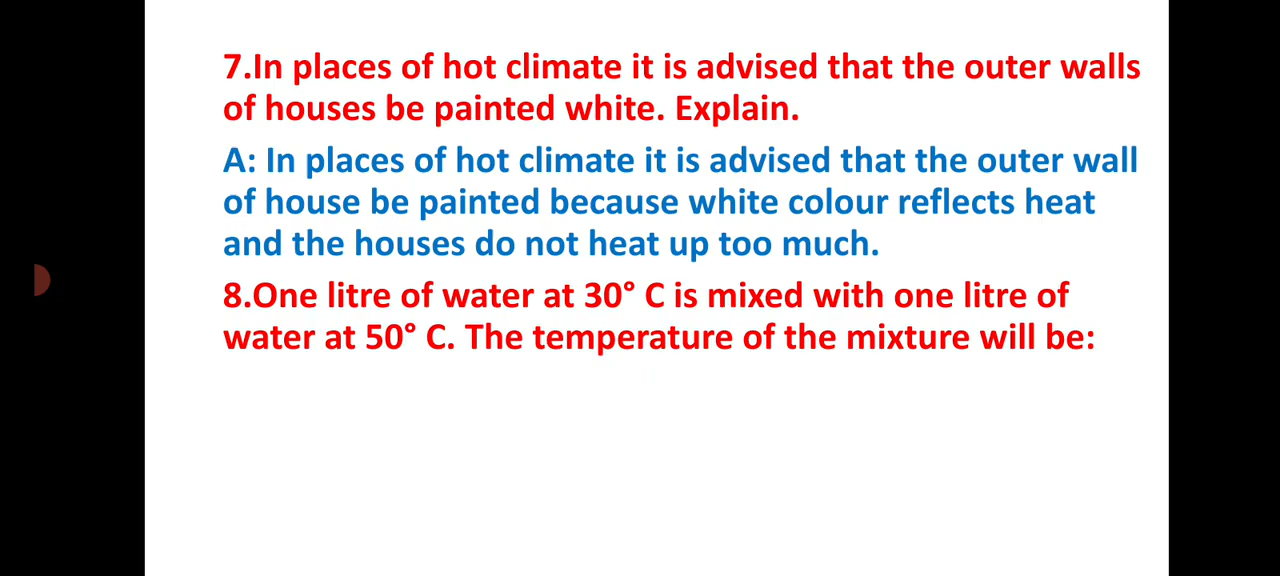 7.In places of hot climate it is advised that the outer walls
of houses be painted white. Explain.
A: In places of hot climate it is advised that the outer wall
of house be painted because white colour reflects heat
and the houses do not heat up too much.
8.One litre of water at 30° C is mixed with one litre of
water at 50° C. The temperature of the mixture will be: